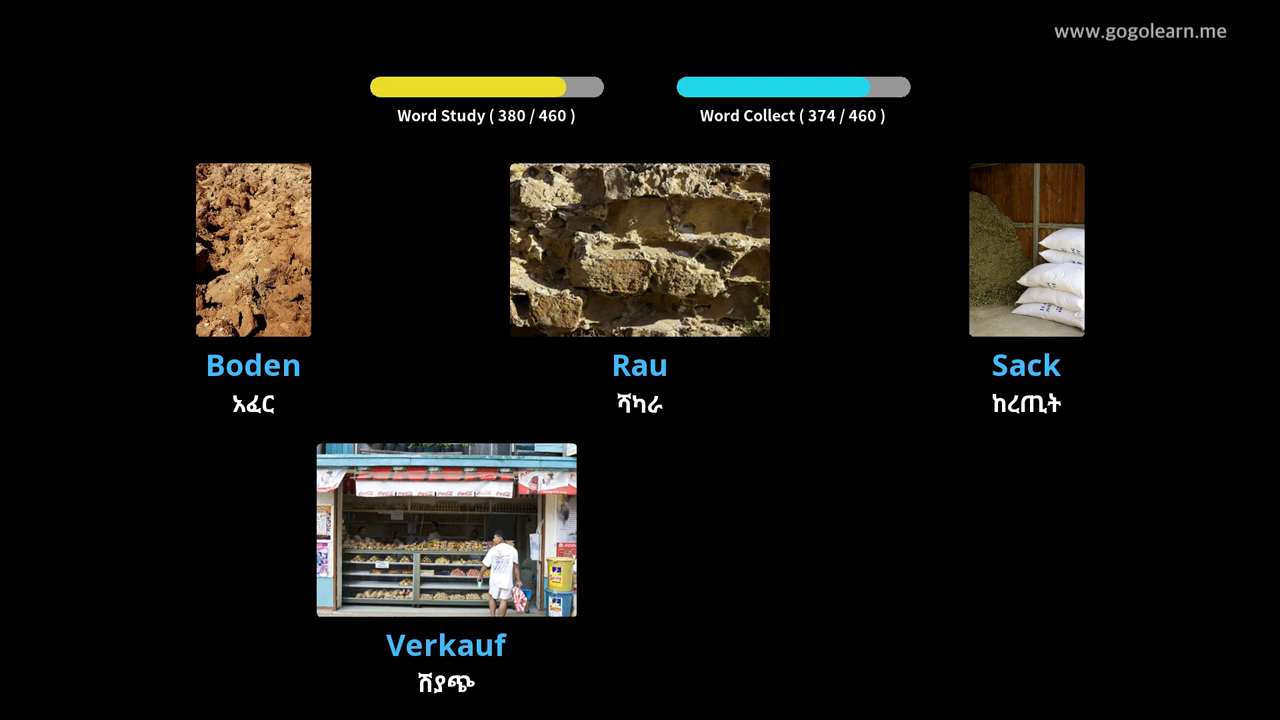 www.gogolearn.me
Word Study ( 380 / 460 )
Word Collect ( 374 / 460 )
Boden
አፈር
Rau
ሻካራ
Sack
ከረጢት
Verkauf
ሽያጭ